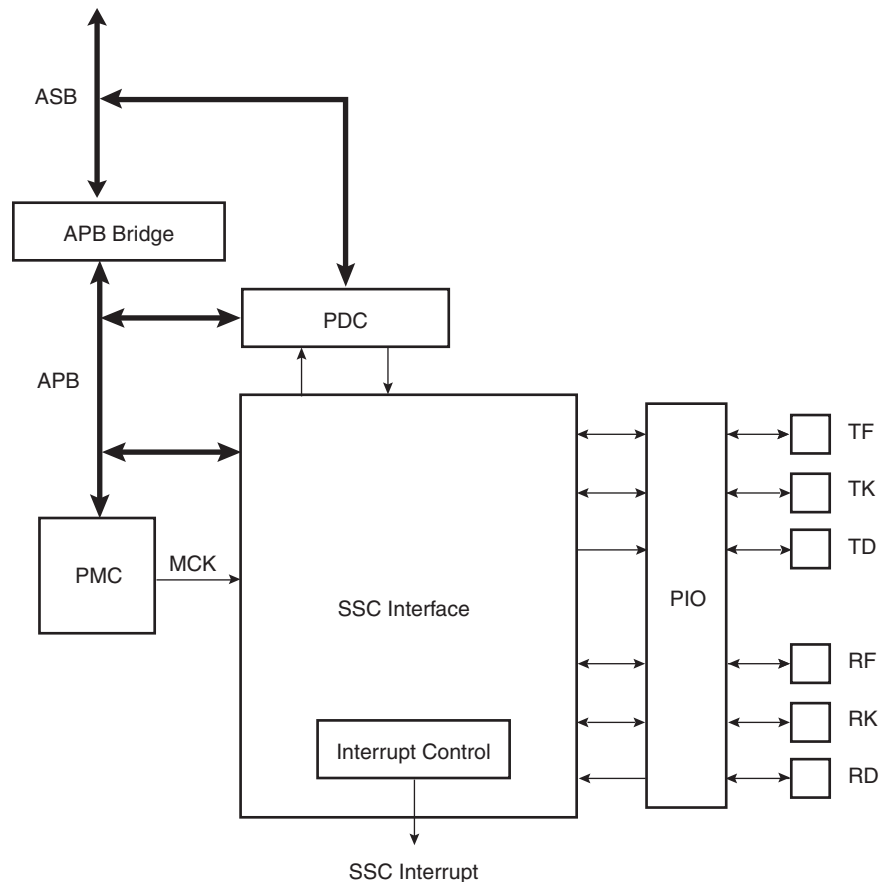 ASB
APB Bridge
PDC
APB
TF
TK
TD
PMC
MCK
SSC Interface
PIO
RF
RK
RD
Interrupt Control
SSC Interrupt